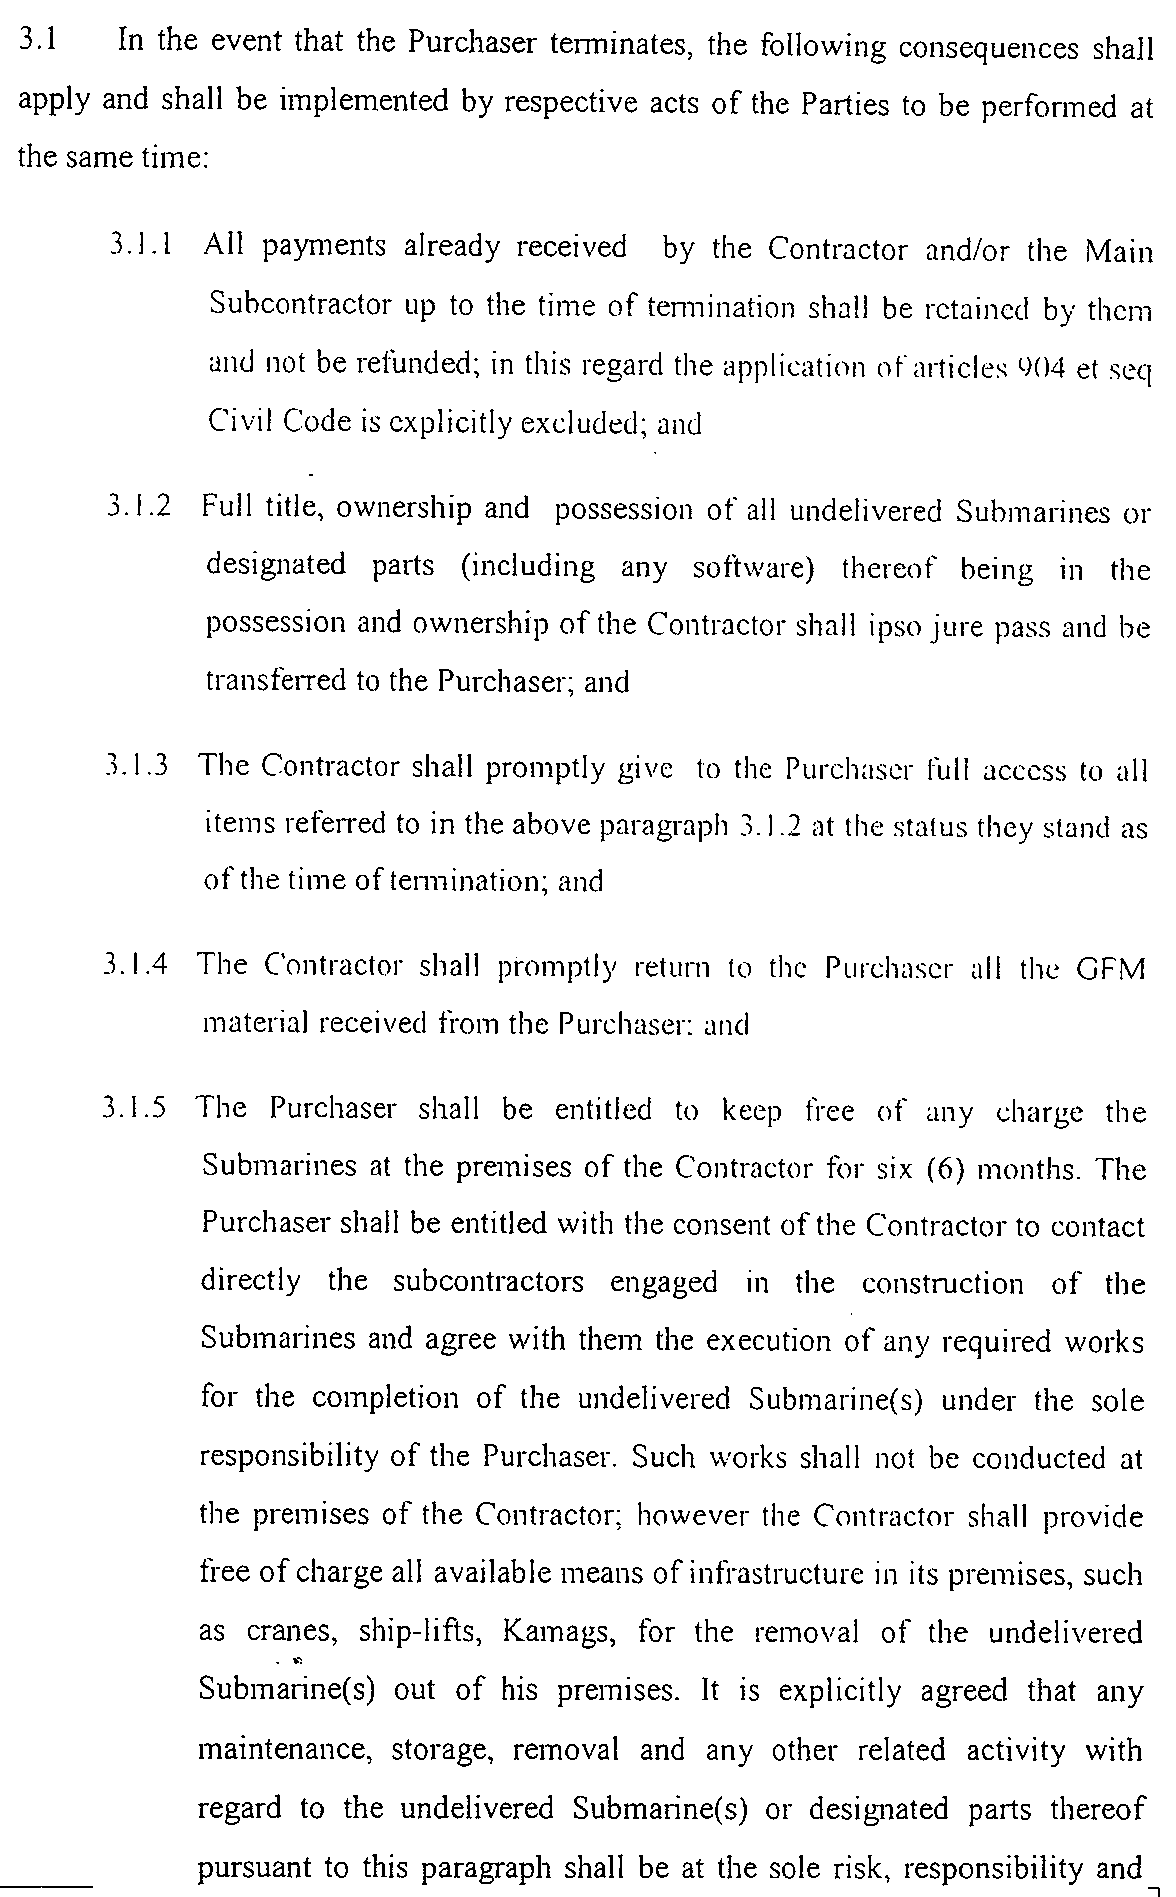 3.1 In the event that the Purchaser terminates, the following consequences shall
apply and shall be implemented by respective acts of the Parties to be performed at
the same time:
3.1.1 All payments already received by the Contractor and/or the Main
Subcontractor up to the time of termination shall be retained by them
and not be refunded; in this regard the application of articles 904 et seq
Civil Code is explicitly excluded; and
3.1.2 Full title, ownership and possession of all undelivered Submarines or
designated parts (including any software) thereof being in the
possession and ownership of the Contractor shall ipso jure pass and be
transferred to the Purchaser; and
3.1.3 The Contractor shall promptly give to the Purchaser full access to all
items referred to in the above paragraph 3.1.2 at the status they stand as
of the time of termination; and
3.1.4 The Contractor shall promptly return to the Purchaser all the GFM
material received from the Purchaser: and
3.1.5 The Purchaser shall be entitled to keep free of any charge the
Submarines at the premises of the Contractor for six (6) months. The
Purchaser shall be entitled with the consent of the Contractor to contact
directly the subcontractors engaged in the construction of the
Submarines and agree with them the execution of any required works
for the completion of the undelivered Submarine(s) under the sole
responsibility of the Purchaser. Such works shall not be conducted at
the premises of the Contractor; however the Contractor shall provide
free of charge all available means of infrastructure in its premises, such
as cranes, ship-lifts, Kamags, for the removal of the undelivered
Submarine(s) out of his premises. It is explicitly agreed that any
maintenance, storage, removal and any other related activity with
regard to the undelivered Submarine(s) or designated parts thereof
pursuant to this paragraph shall be at the sole risk, responsibility and